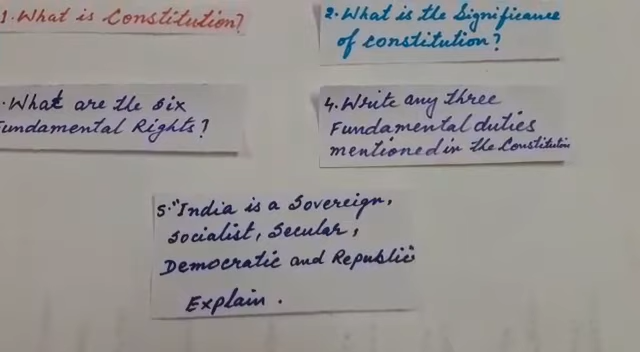 1. What is Constitution?
2. What is the Significance
of constitution?
. What are the six
Fundamental Rights?
4. Write any three
Fundamental duties
mentioned in the Constitution
5. "India is a Sovereign,
Socialist, Secular,
Democratic and Republic"
Explain.